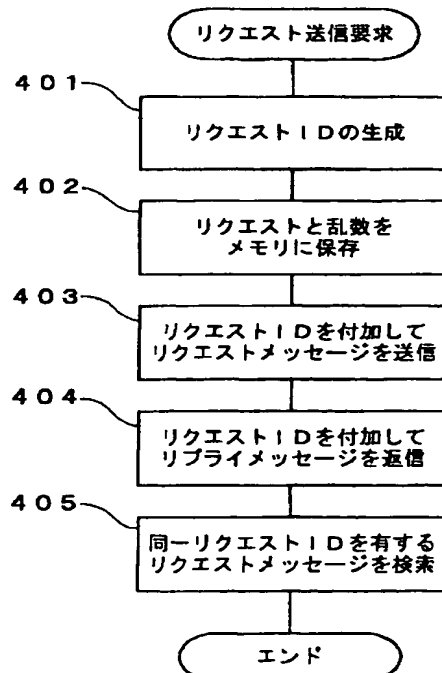 リクエスト送信要求
401
リクエストIDの生成
402
リクエストと乱数を
メモリに保存
403
リクエストIDを付加して
リクエストメッセージを送信
404
リクエストIDを付加して
リプライメッセージを返信
405
同一リクエストIDを有する
リクエストメッセージを検索
エンド